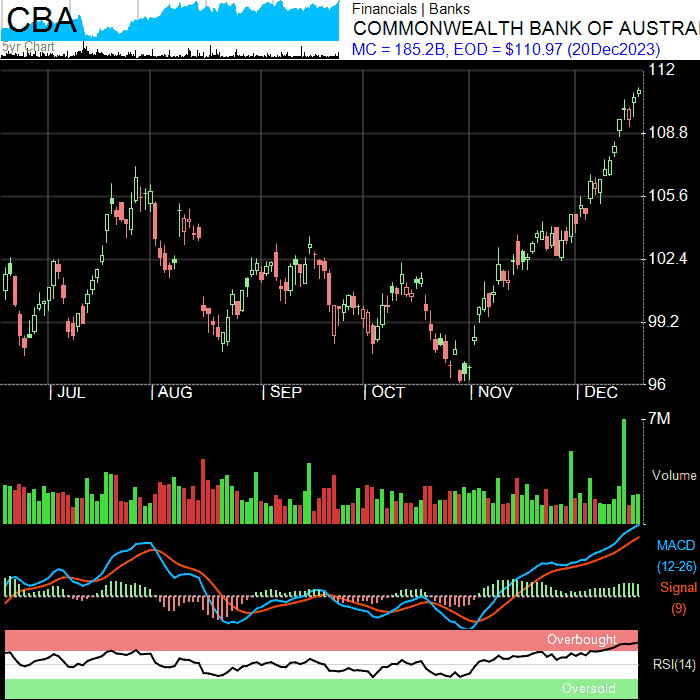 CBA
5yr Chart
Financials | Banks
COMMONWEALTH BANK OF AUSTRA
MC = 185.2B, EOD = $110.97 (20Dec2023)
112
108.8
105.6
102.4
99.2
96
| JUL | AUG | SEP | OCT | NOV | DEC
7M
Volume
MACD
(12-26)
Signal
(9)
Overbought
RSI(14)
Oversold